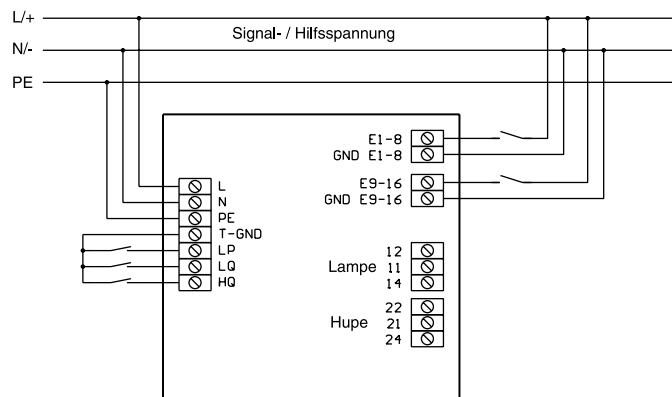 L/+
Signal- / Hilfsspannung
N/-
PE
E1-8
GND E1-8
E9-16
GND E9-16
L
N
PE
T-GND
LP
LQ
HQ
12
Lampe 11
14
22
Hupe 21
24